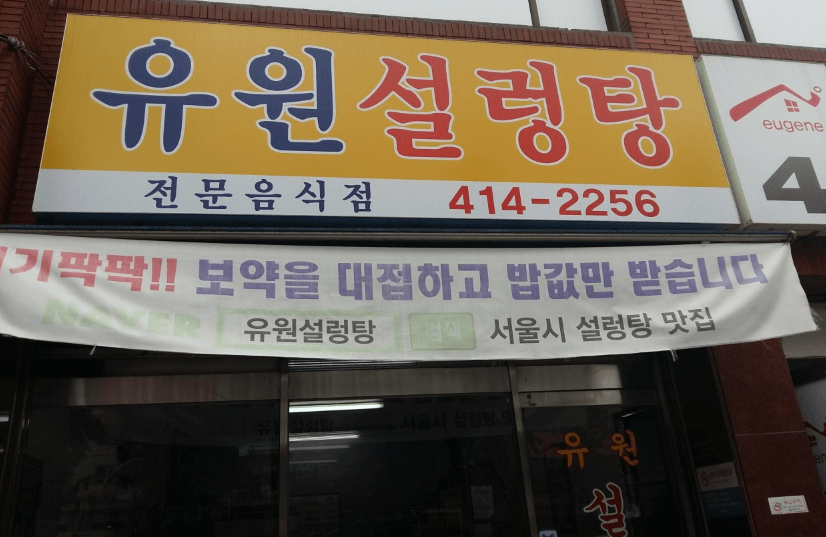 유원설렁탕
전문음식점 414-2256
eugene
4
기팍팍!! 보약을 대접하고 밥값만 받습니다
NAVER 유원설렁탕 검색 서울시 설렁탕 맛집
유원
설